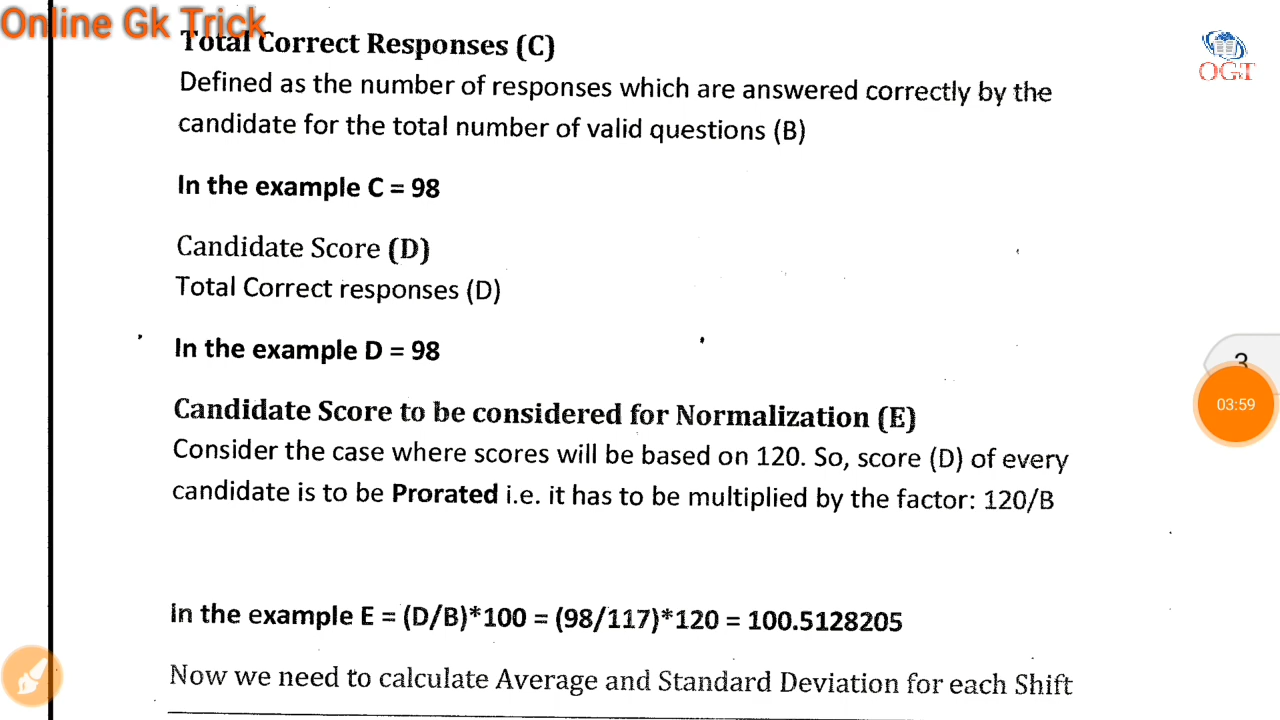 Online Gk Trick
OGT
Total Correct Responses (C)
Defined as the number of responses which are answered correctly by the
candidate for the total number of valid questions (B)
In the example C = 98
Candidate Score (D)
Total Correct responses (D)
In the example D = 98
Candidate Score to be considered for Normalization (E)
Consider the case where scores will be based on 120. So, score (D) of every
candidate is to be Prorated i.e. it has to be multiplied by the factor: 120/B
3
03:59
In the example E = (D/B)*100 = (98/117)*120 = 100.5128205
Now we need to calculate Average and Standard Deviation for each Shift